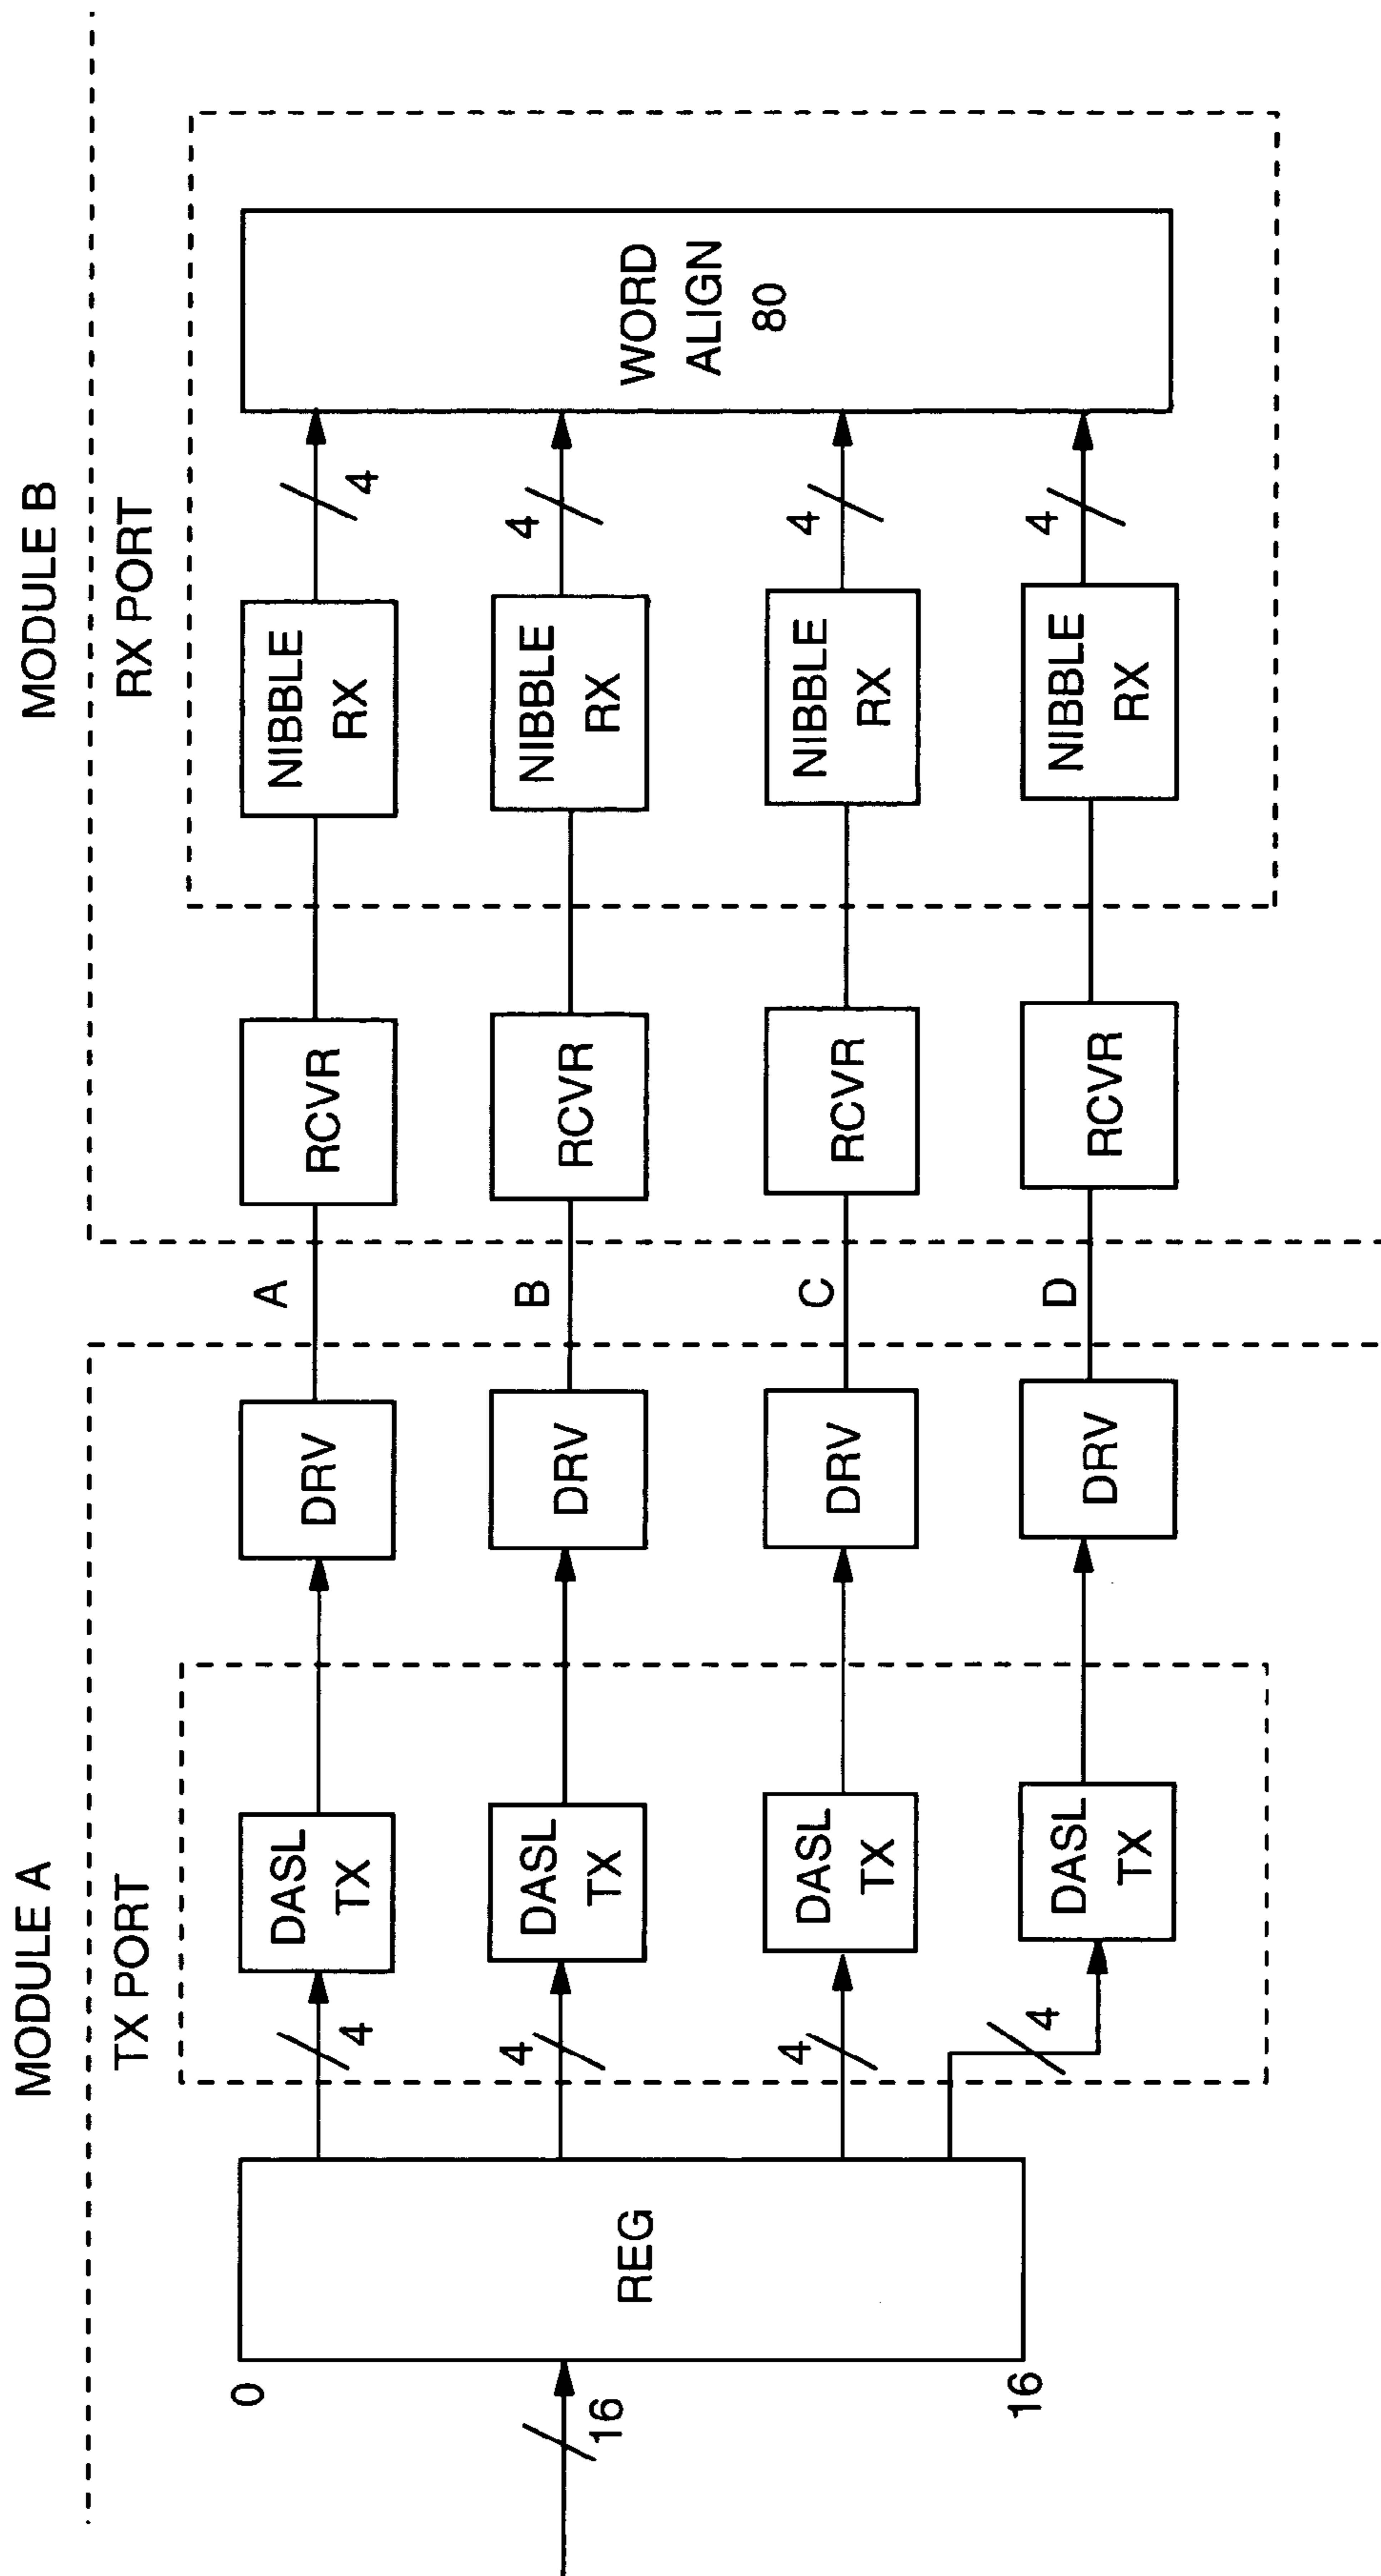 MODULE A
MODULE B
TX PORT
RX PORT
0
16
16
REG
4
DASL
TX
DRV
A
RCVR
NIBBLE
RX
4
4
DASL
TX
DRV
B
RCVR
NIBBLE
RX
4
4
DASL
TX
DRV
C
RCVR
NIBBLE
RX
4
4
DASL
TX
DRV
D
RCVR
NIBBLE
RX
4
WORD
ALIGN
80